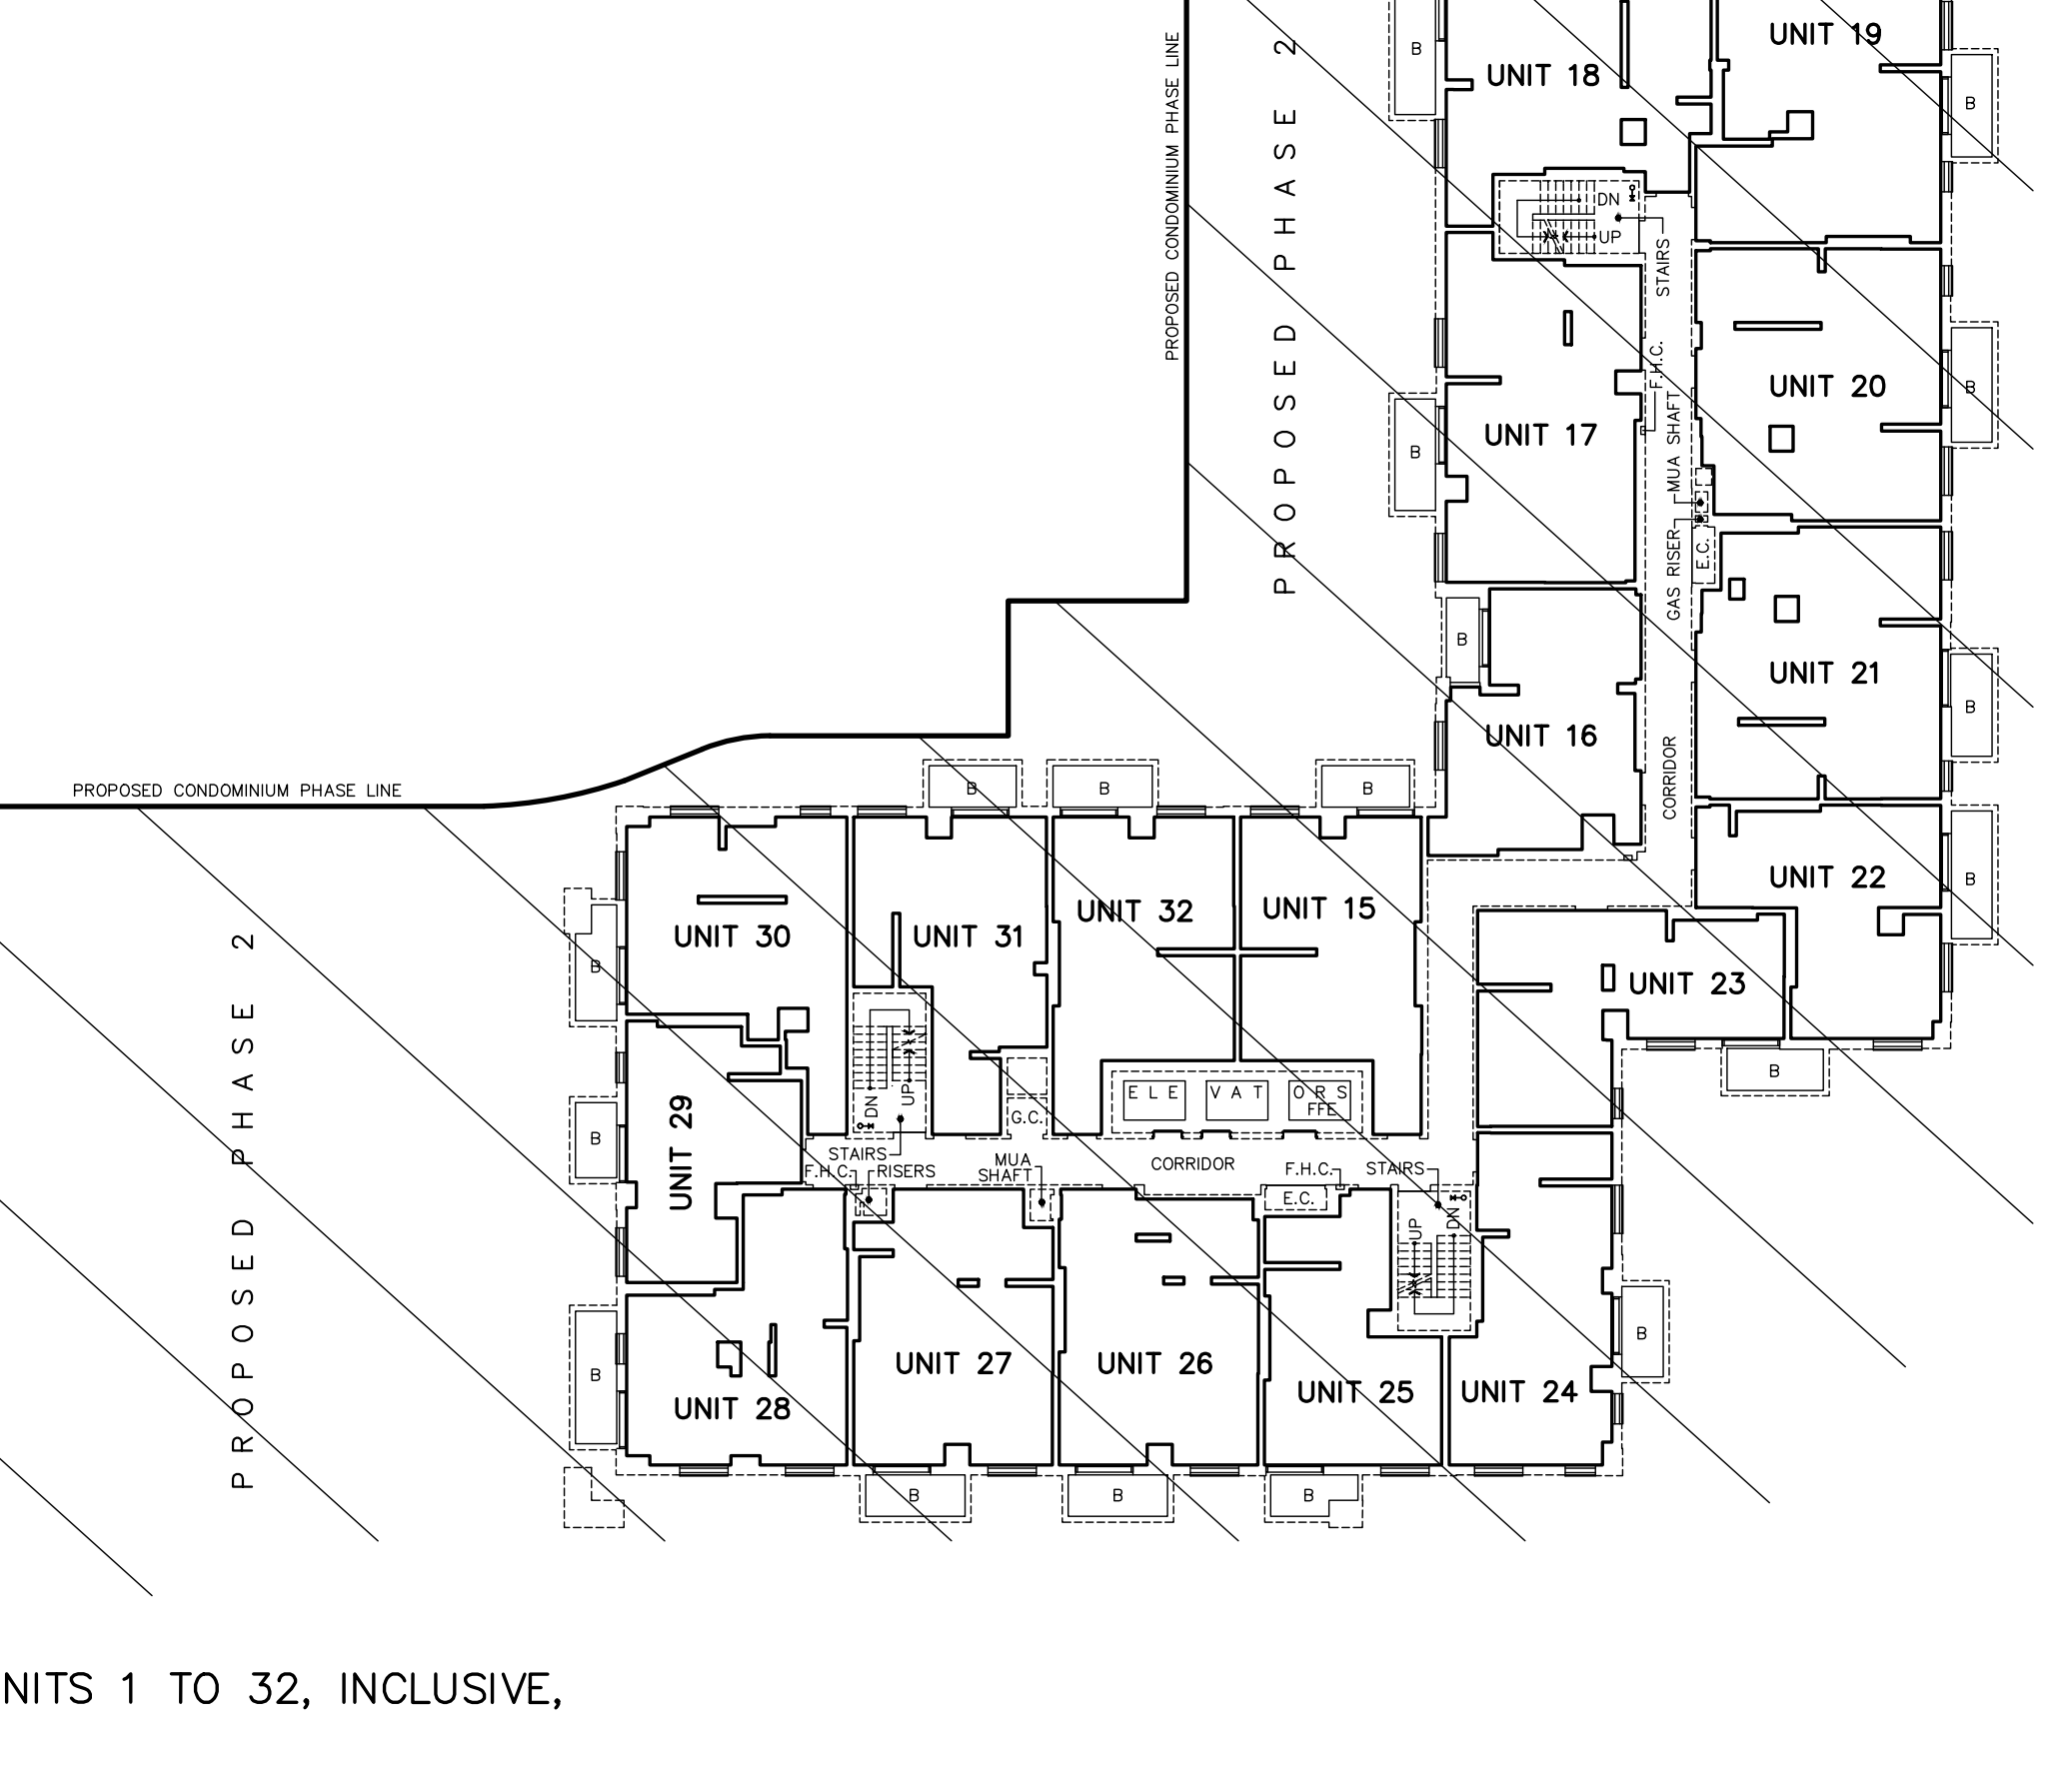 PROPOSED CONDOMINIUM PHASE LINE
PROPOSED PHASE 2
B
UNIT 18
UNIT 19
B
DN
UP
STAIRS
B
UNIT 17
F.H.C.
MUA SHAFT
UNIT 20
B
GAS RISER
E.C.
B
UNIT 16
UNIT 21
B
CORRIDOR
PROPOSED CONDOMINIUM PHASE LINE
B
B
B
UNIT 22
B
PROPOSED PHASE 2
B
UNIT 30
UNIT 31
UNIT 32
UNIT 15
UNIT 23
B
B
UNIT 29
DN
UP
G.C.
E L E
V A T
O R S
FFE
STAIRS
F.H.C.
RISERS
MUA
SHAFT
CORRIDOR
F.H.C.
STAIRS
E.C.
UP
DN
B
B
UNIT 28
UNIT 27
UNIT 26
UNIT 25
UNIT 24
B
B
B
NITS 1 TO 32, INCLUSIVE,